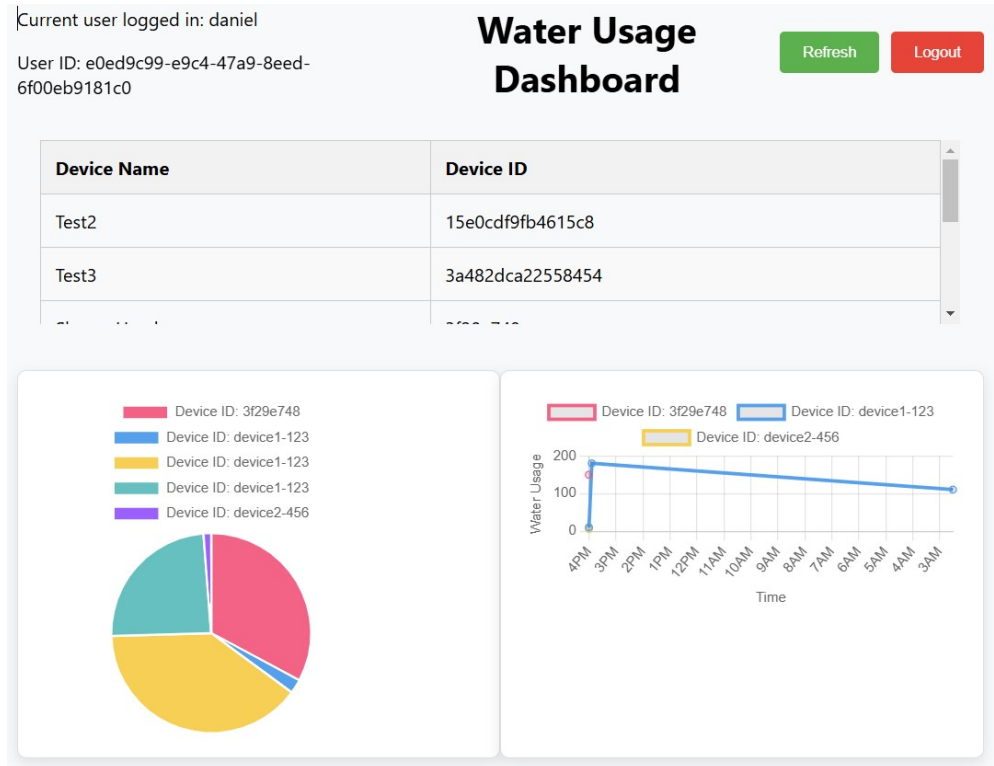 Current user logged in: daniel
User ID: e0ed9c99-e9c4-47a9-8eed-
6f00eb9181c0
Water Usage
Dashboard
Refresh
Logout
Device Name
Device ID
Test2
15e0cdf9fb4615c8
Test3
3a482dca22558454
Device ID: 3f29e748
Device ID: device1-123
Device ID: device1-123
Device ID: device1-123
Device ID: device2-456
Device ID: 3f29e748
Device ID: device1-123
Device ID: device2-456
Water Usage
200
100
0
4PM
3PM
2PM
1PM
12PM
11AM
10AM
9AM
8AM
7AM
6AM
5AM
4AM
3AM
Time